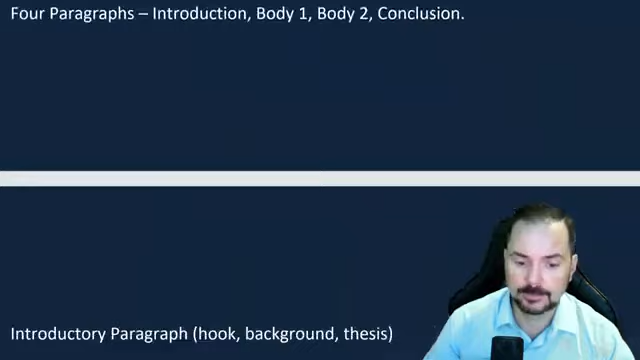 Four Paragraphs – Introduction, Body 1, Body 2, Conclusion.
Introductory Paragraph (hook, background, thesis)